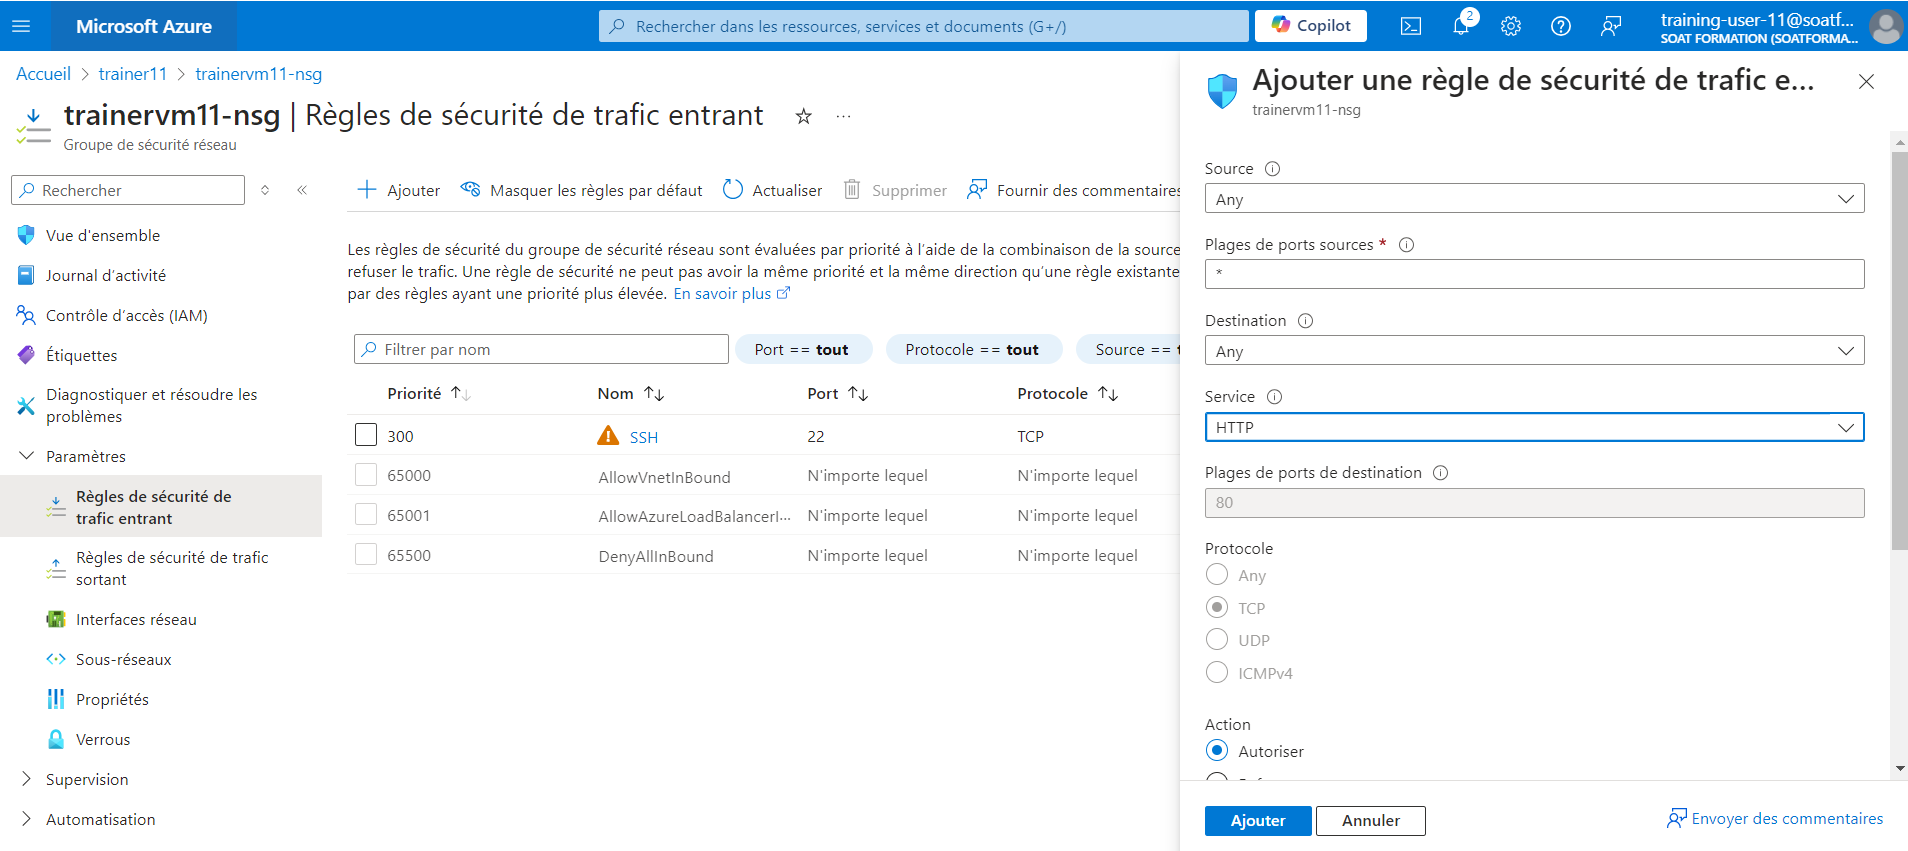 Microsoft Azure
Rechercher dans les ressources, services et documents (G+/)
Copilot
2
training-user-11@soatf...
SOAT FORMATION (SOATFORMA...
Accueil > trainer11 > trainervm11-nsg
trainervm11-nsg | Règles de sécurité de trafic entrant
Groupe de sécurité réseau
Rechercher
Vue d'ensemble
Journal d'activité
Contrôle d'accès (IAM)
Étiquettes
Diagnostiquer et résoudre les
problèmes
Paramètres
Règles de sécurité de
trafic entrant
Règles de sécurité de trafic
sortant
Interfaces réseau
Sous-réseaux
Propriétés
Verrous
Supervision
Automatisation
Ajouter Masquer les règles par défaut Actualiser Supprimer Fournir des commentaires
Les règles de sécurité du groupe de sécurité réseau sont évaluées par priorité à l'aide de la combinaison de la source
refuser le trafic. Une règle de sécurité ne peut pas avoir la même priorité et la même direction qu'une règle existante
par des règles ayant une priorité plus élevée. En savoir plus
Filtrer par nom Port == tout Protocole == tout Source ==
Priorité Nom Port Protocole
300 SSH 22 TCP
65000 AllowVnetInBound N'importe lequel N'importe lequel
65001 AllowAzureLoadBalancerI... N'importe lequel N'importe lequel
65500 DenyAllInBound N'importe lequel N'importe lequel
Ajouter une règle de sécurité de trafic e...
trainervm11-nsg
Source
Any
Plages de ports sources *
*
Destination
Any
Service
HTTP
Plages de ports de destination
80
Protocole
Any
TCP
UDP
ICMPv4
Action
Autoriser
Ajouter Annuler
Envoyer des commentaires